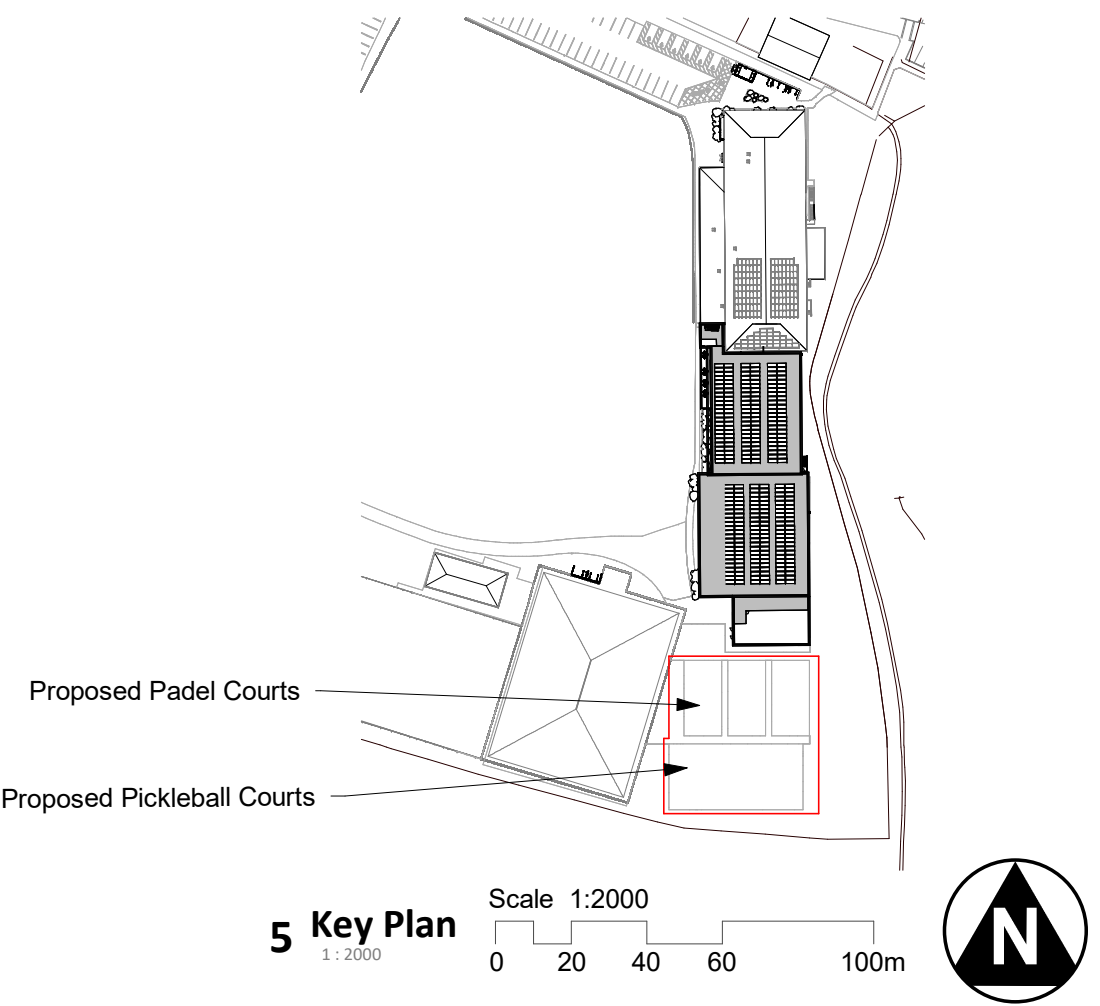 Proposed Padel Courts
Proposed Pickleball Courts
Scale 1:2000
5 Key Plan
1 : 2000
0 20 40 60 100m
N